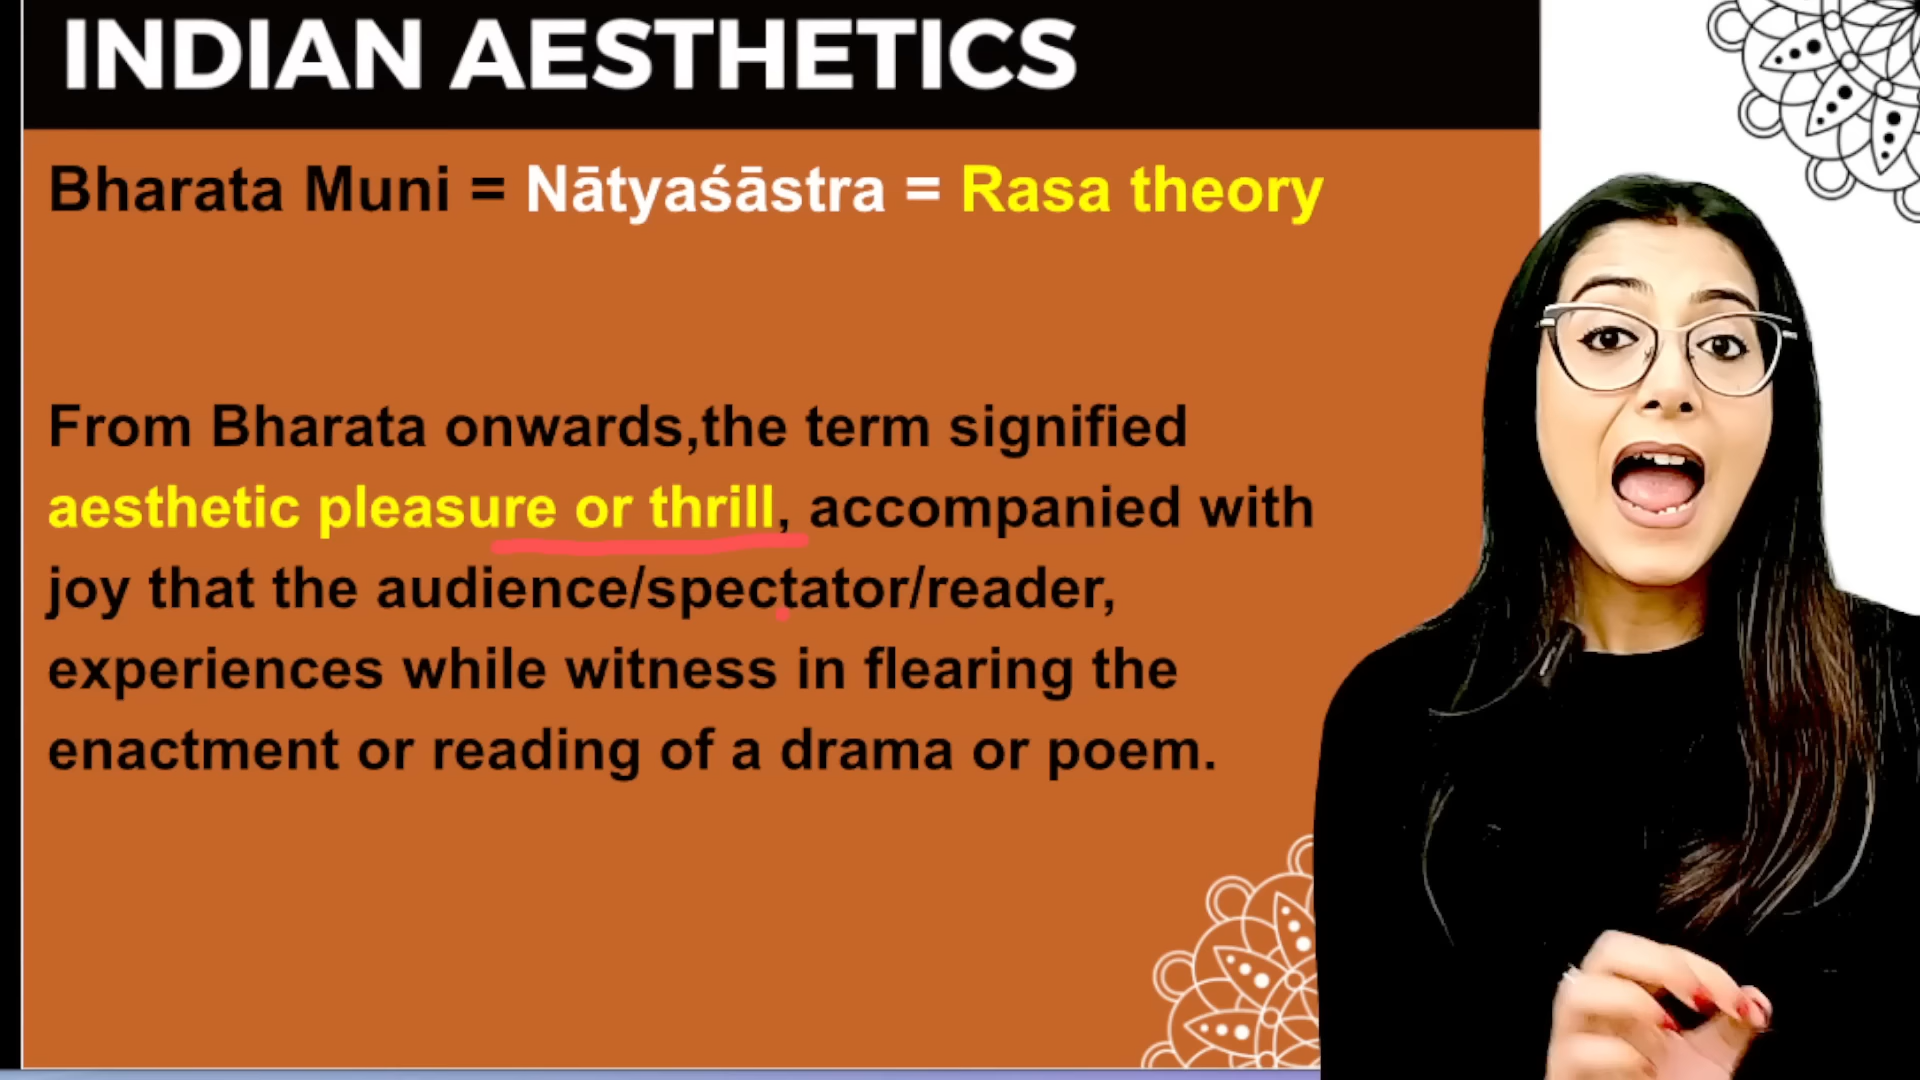 INDIAN AESTHETICS
Bharata Muni = Nātyaśāstra = Rasa theory
From Bharata onwards,the term signified
aesthetic pleasure or thrill, accompanied with
joy that the audience/spectator/reader,
experiences while witness in flearing the
enactment or reading of a drama or poem.